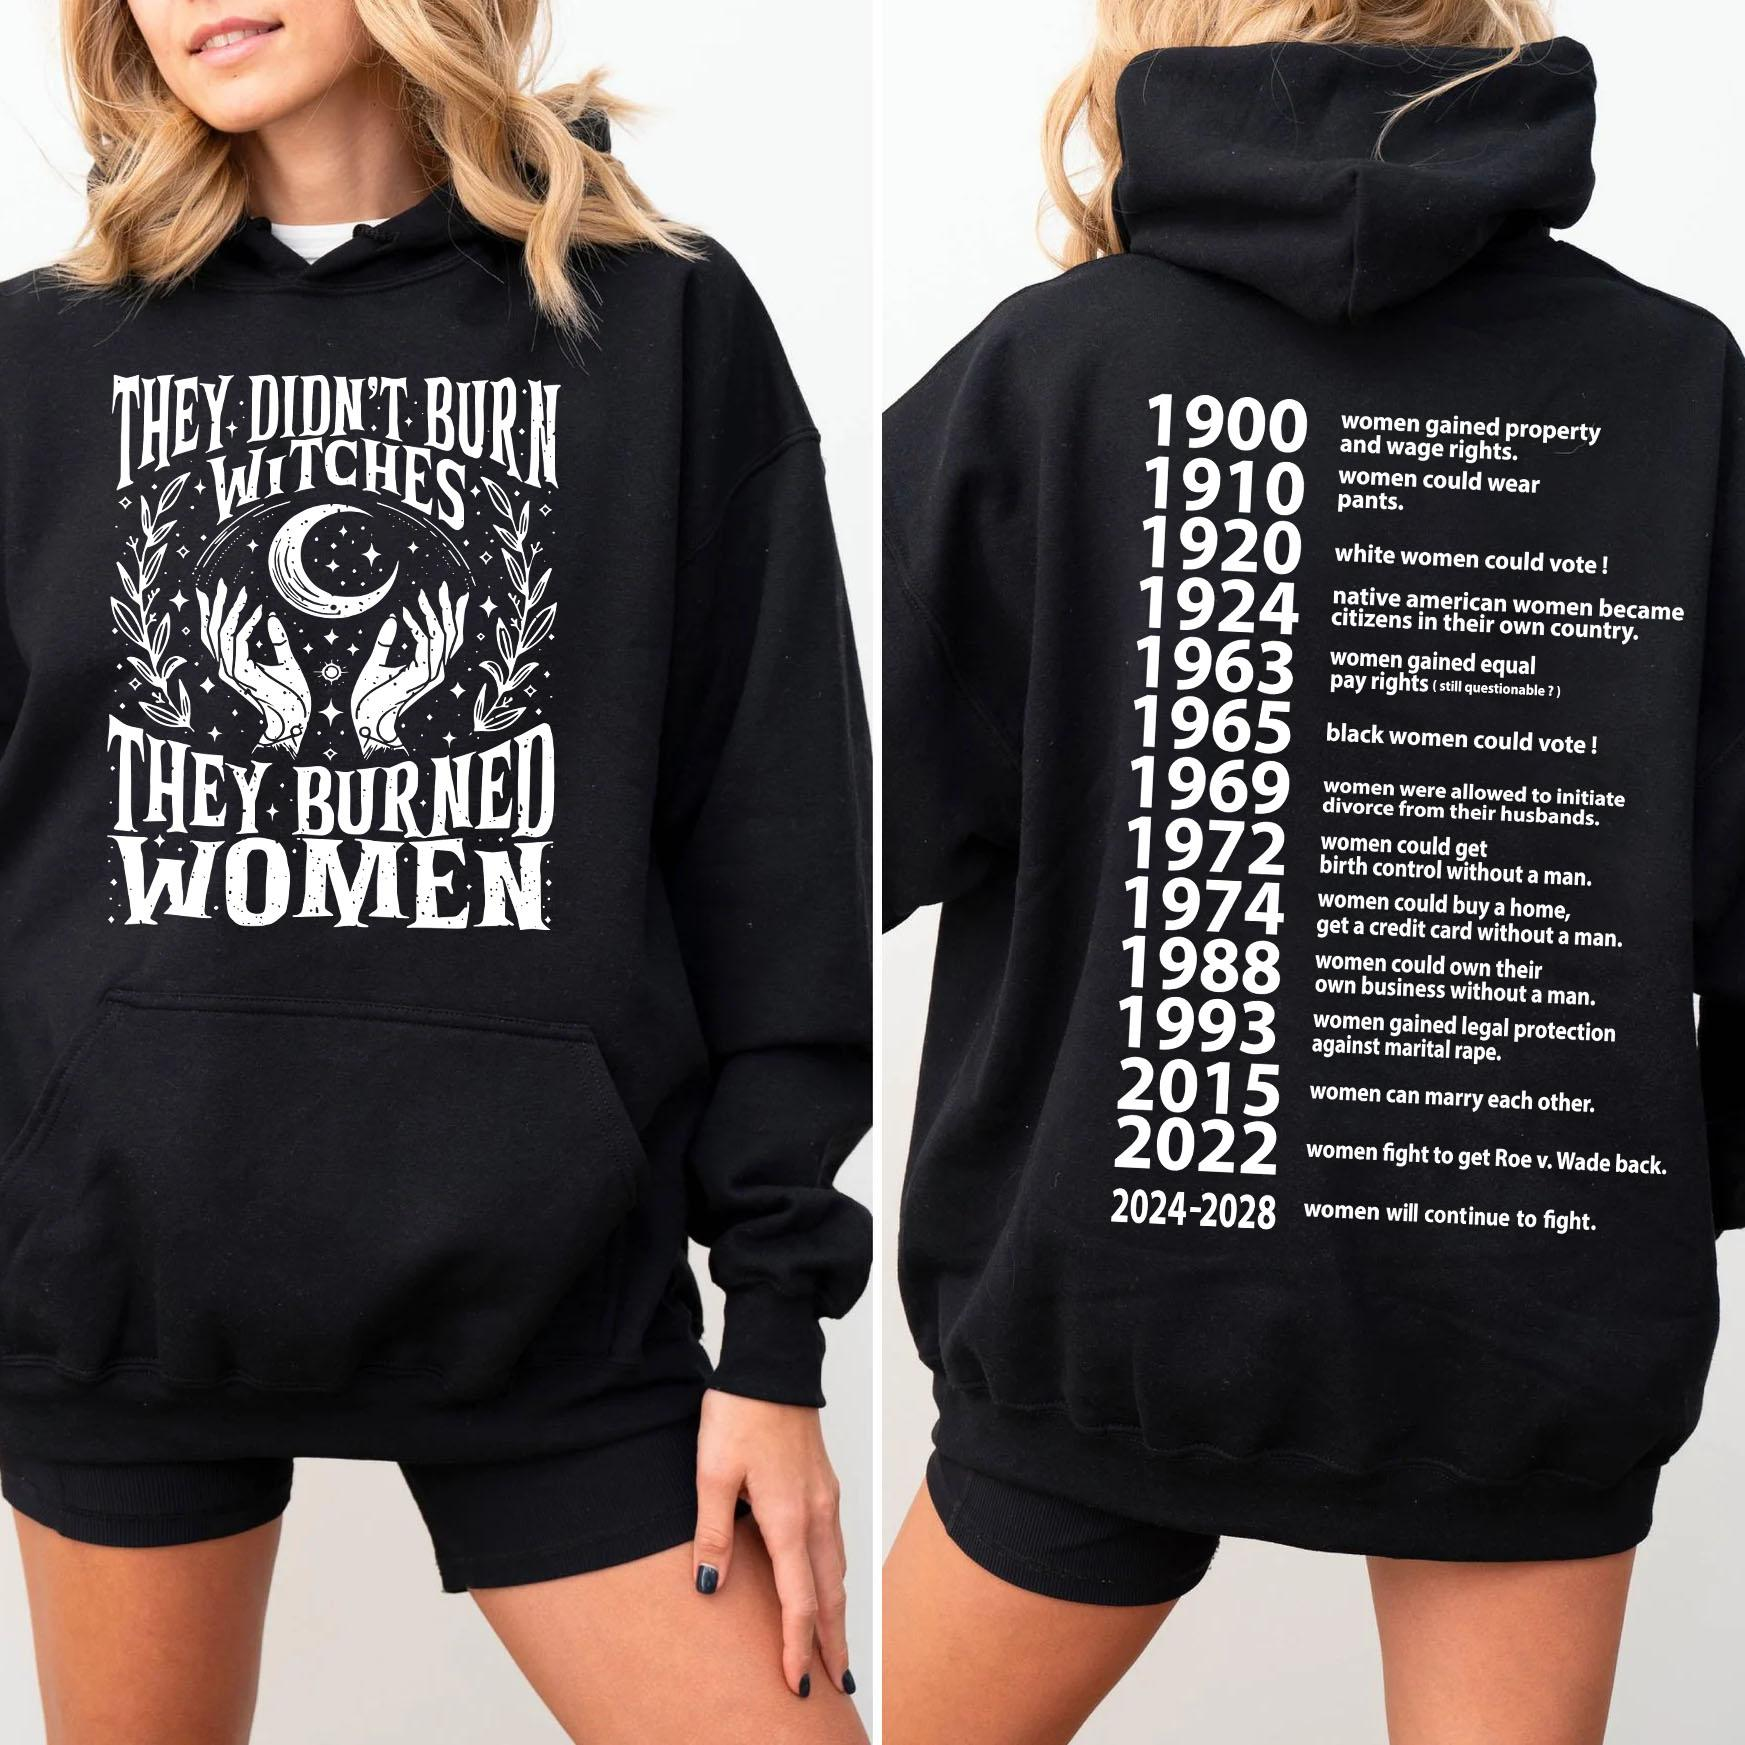 THEY DIDN'T BURN
WITCHES
THEY BURNED
WOMEN
1900 women gained property
and wage rights.
1910 women could wear
pants.
1920 white women could vote !
1924 native american women became
citizens in their own country.
1963 women gained equal
pay rights ( still questionable ? )
1965 black women could vote !
1969 women were allowed to initiate
divorce from their husbands.
1972 women could get
birth control without a man.
1974 women could buy a home,
get a credit card without a man.
1988 women could own their
own business without a man.
1993 women gained legal protection
against marital rape.
2015 women can marry each other.
2022 women fight to get Roe v. Wade back.
2024-2028 women will continue to fight.